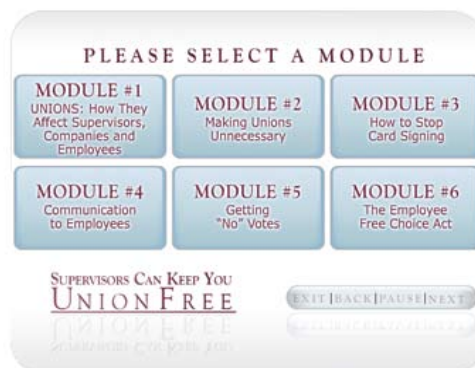 PLEASE SELECT A MODULE
MODULE #1
UNIONS: How They
Affect Supervisors,
Companies and
Employees
MODULE #2
Making Unions
Unnecessary
MODULE #3
How to Stop
Card Signing
MODULE #4
Communication
to Employees
MODULE #5
Getting
"No" Votes
MODULE #6
The Employee
Free Choice Act
SUPERVISORS CAN KEEP YOU
UNION FREE
EXIT|BACK|PAUSE|NEXT